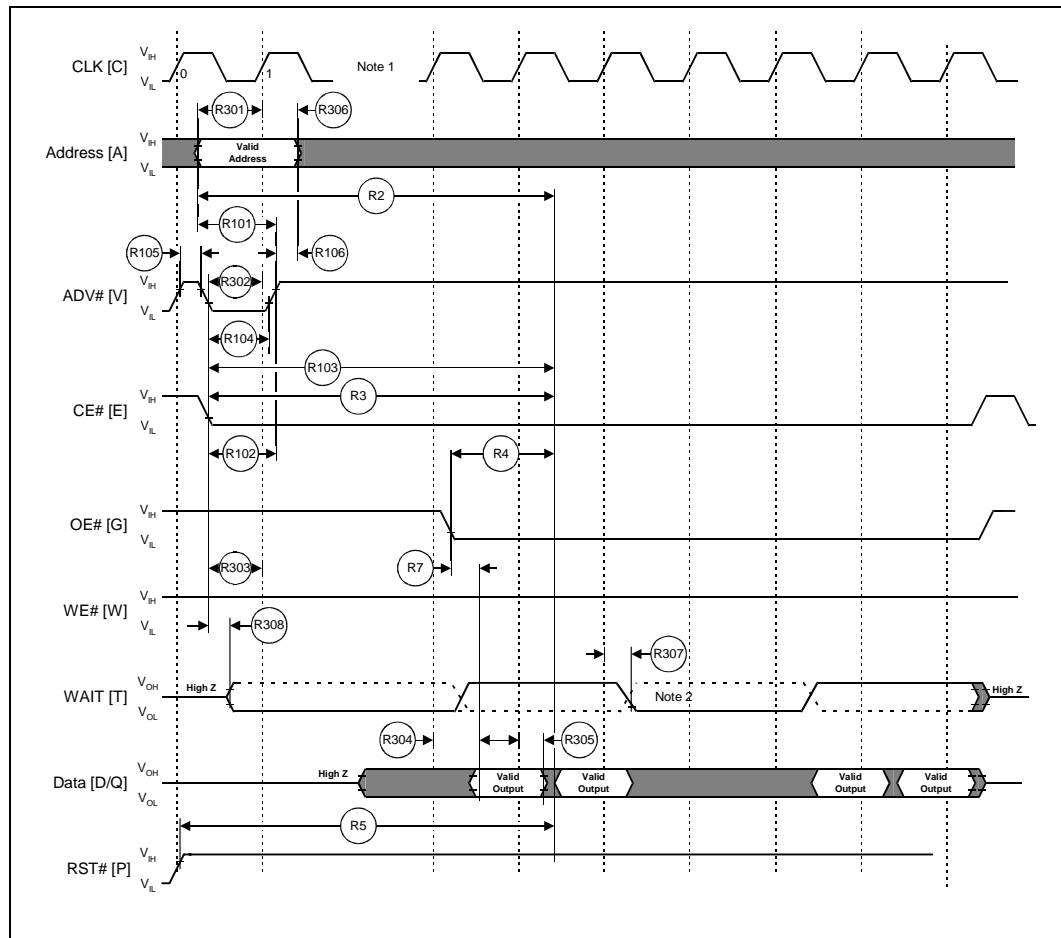 CLK [C]
V_IH
V_IL
0
1
Note 1
R301
R306
Address [A]
V_IH
V_IL
Valid
Address
R2
R101
R105
R106
ADV# [V]
V_IH
V_IL
R302
R104
R103
CE# [E]
V_IH
V_IL
R3
R102
R4
OE# [G]
V_IH
V_IL
R303
R7
WE# [W]
V_IH
V_IL
R308
R307
WAIT [T]
V_OH
V_OL
High Z
Note 2
High Z
R304
R305
Data [D/Q]
V_OH
V_OL
High Z
Valid
Output
Valid
Output
Valid
Output
Valid
Output
R5
RST# [P]
V_IH
V_IL